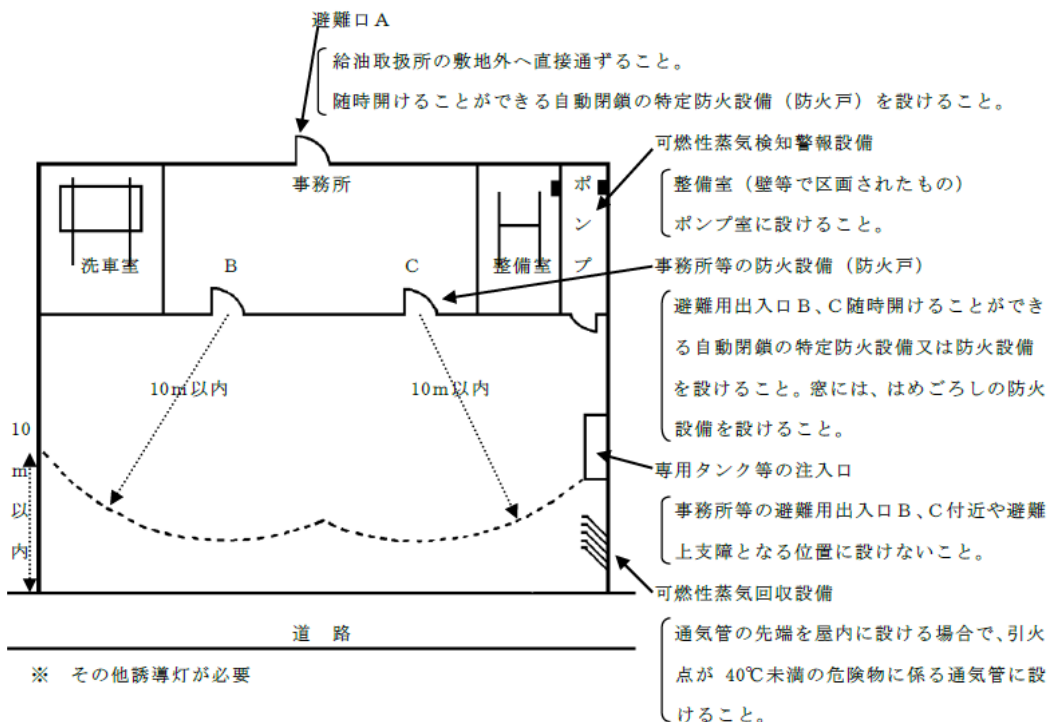 避難口A
給油取扱所の敷地外へ直接通ずること。
随時開けることができる自動閉鎖の特定防火設備（防火戸）を設けること。
可燃性蒸気検知警報設備
整備室（壁等で区画されたもの）
ポンプ室に設けること。
事務所
ポンプ
洗車室
B
C
整備室
事務所等の防火設備（防火戸）
避難用出入口B、C随時開けることができ
る自動閉鎖の特定防火設備又は防火設備
を設けること。窓には、はめごろしの防火
設備を設けること。
10m以内
10m以内
10m以内
専用タンク等の注入口
事務所等の避難用出入口B、C付近や避難
上支障となる位置に設けないこと。
可燃性蒸気回収設備
通気管の先端を屋内に設ける場合で、引火
点が 40℃未満の危険物に係る通気管に設
けること。
道 路
※ その他誘導灯が必要